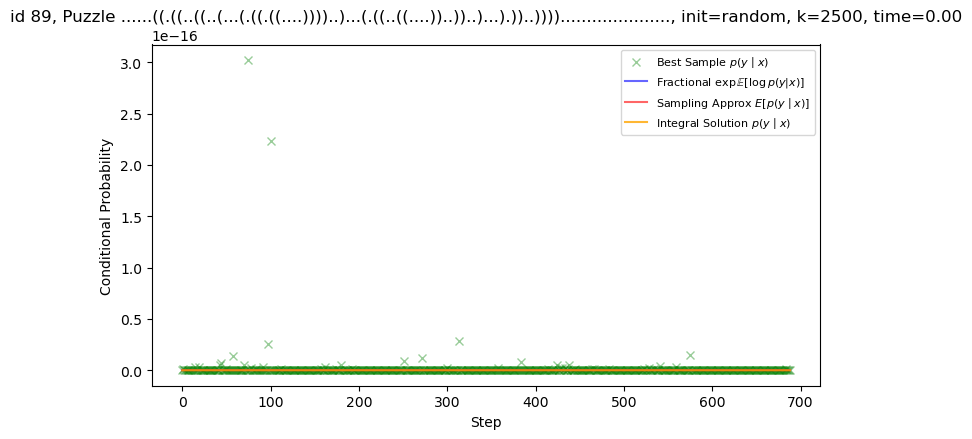 id 89, Puzzle ......((.((..((..(...(.((.((....))))..)...(.((..((....))..))..)...).))..))))....................., init=random, k=2500, time=0.00
1e−16
3.0
2.5
2.0
1.5
1.0
0.5
0.0
Conditional Probability
0 100 200 300 400 500 600 700
Step
Best Sample p(y | x)
Fractional exp 𝔼[log p(y|x)]
Sampling Approx E[p(y | x)]
Integral Solution p(y | x)